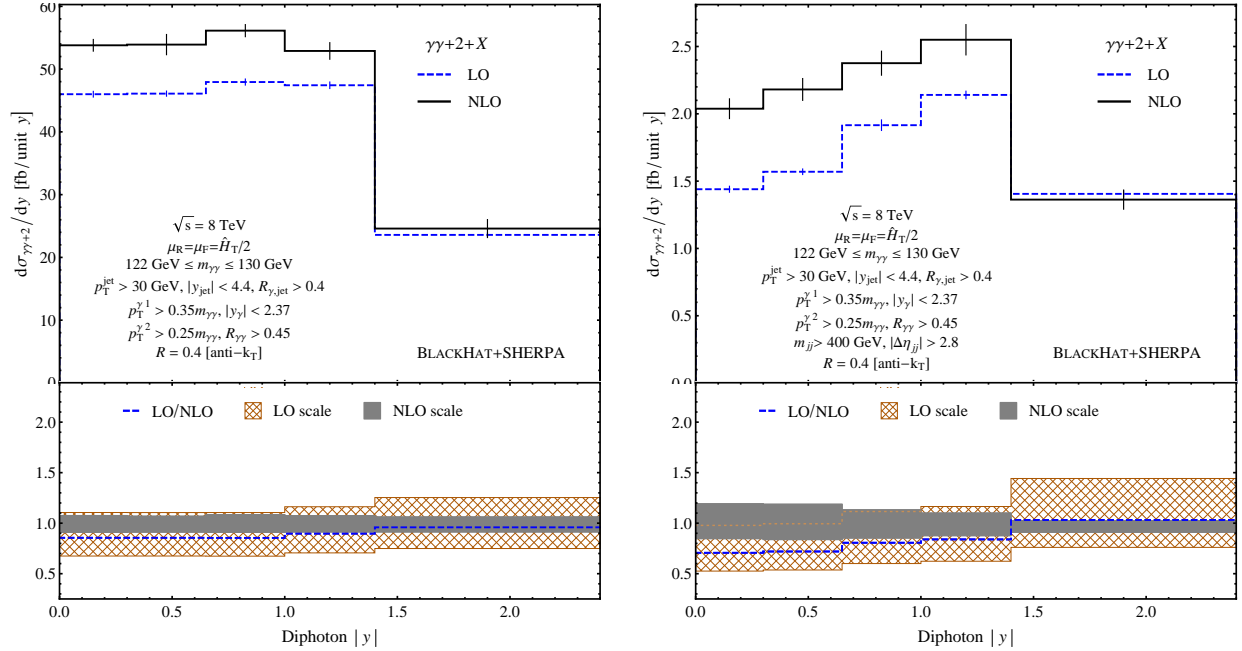 60
50
40
30
20
10
0
dσγγ+2/dy [fb/unit y]
γγ+2+X
LO
NLO
√s = 8 TeV
μR=μF=ĤT/2
122 GeV ≤ mγγ ≤ 130 GeV
pTjet > 30 GeV, |yjet| < 4.4, Rγ,jet > 0.4
pTγ 1 > 0.35mγγ, |yγ| < 2.37
pTγ 2 > 0.25mγγ, Rγγ > 0.45
R = 0.4 [anti−kT]
BLACKHAT+SHERPA
LO/NLO LO scale NLO scale
2.0
1.5
1.0
0.5
0.0 0.5 1.0 1.5 2.0
Diphoton | y |
2.5
2.0
1.5
1.0
0.5
0.0
dσγγ+2/dy [fb/unit y]
γγ+2+X
LO
NLO
√s = 8 TeV
μR=μF=ĤT/2
122 GeV ≤ mγγ ≤ 130 GeV
pTjet > 30 GeV, |yjet| < 4.4, Rγ,jet > 0.4
pTγ 1 > 0.35mγγ, |yγ| < 2.37
pTγ 2 > 0.25mγγ, Rγγ > 0.45
mjj> 400 GeV, |Δηjj| > 2.8
R = 0.4 [anti−kT]
BLACKHAT+SHERPA
LO/NLO LO scale NLO scale
2.0
1.5
1.0
0.5
0.0 0.5 1.0 1.5 2.0
Diphoton | y |